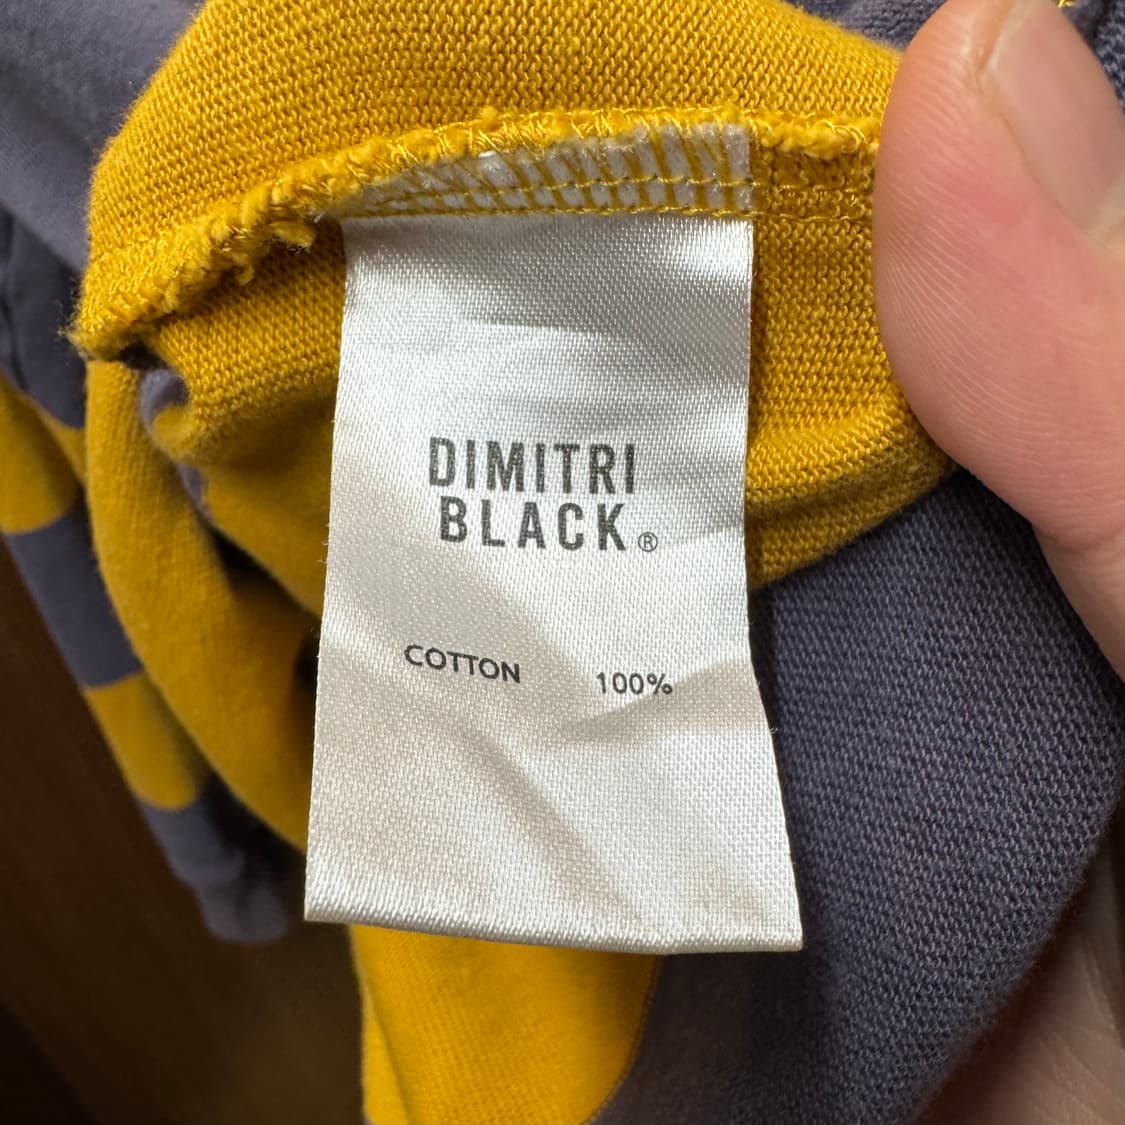 DIMITRI
BLACK®
COTTON 100%